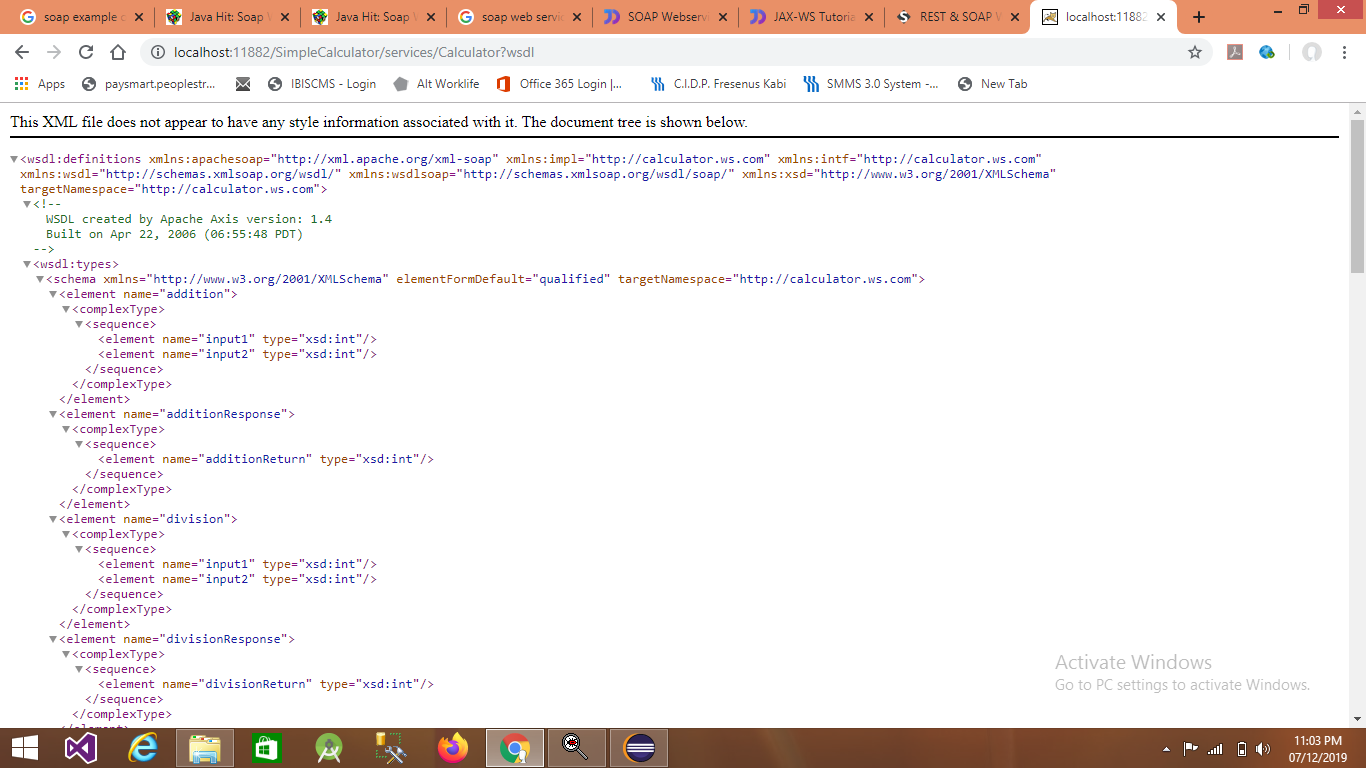 soap example c
Java Hit: Soap W
Java Hit: Soap W
soap web servic
SOAP Webservi
JAX-WS Tutoria
REST & SOAP W
localhost:11882
localhost:11882/SimpleCalculator/services/Calculator?wsdl
Apps paysmart.peoplestr... IBISCMS - Login Alt Worklife Office 365 Login |... C.I.D.P. Fresenus Kabi SMMS 3.0 System -... New Tab
This XML file does not appear to have any style information associated with it. The document tree is shown below.
<wsdl:definitions xmlns:apachesoap="http://xml.apache.org/xml-soap" xmlns:impl="http://calculator.ws.com" xmlns:intf="http://calculator.ws.com"
xmlns:wsdl="http://schemas.xmlsoap.org/wsdl/" xmlns:wsdlsoap="http://schemas.xmlsoap.org/wsdl/soap/" xmlns:xsd="http://www.w3.org/2001/XMLSchema"
targetNamespace="http://calculator.ws.com">
<!--
WSDL created by Apache Axis version: 1.4
Built on Apr 22, 2006 (06:55:48 PDT)
-->
<wsdl:types>
<schema xmlns="http://www.w3.org/2001/XMLSchema" elementFormDefault="qualified" targetNamespace="http://calculator.ws.com">
<element name="addition">
<complexType>
<sequence>
<element name="input1" type="xsd:int"/>
<element name="input2" type="xsd:int"/>
</sequence>
</complexType>
</element>
<element name="additionResponse">
<complexType>
<sequence>
<element name="additionReturn" type="xsd:int"/>
</sequence>
</complexType>
</element>
<element name="division">
<complexType>
<sequence>
<element name="input1" type="xsd:int"/>
<element name="input2" type="xsd:int"/>
</sequence>
</complexType>
</element>
<element name="divisionResponse">
<complexType>
<sequence>
<element name="divisionReturn" type="xsd:int"/>
</sequence>
</complexType>
</element>
Activate Windows
Go to PC settings to activate Windows.
11:03 PM
07/12/2019